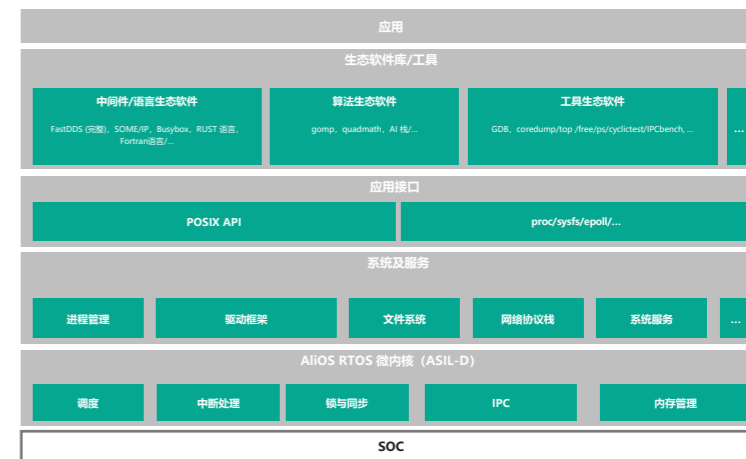 应用
生态软件库/工具
中间件/语言生态软件
FastDDS (完整)、SOME/IP、Busybox、RUST 语言、
Fortran语言/...
算法生态软件
gomp、quadmath、AI 栈/...
工具生态软件
GDB、coredump/top /free/ps/cyclictest/IPCbench, ...
...
应用接口
POSIX API
proc/sysfs/epoll/...
系统及服务
进程管理
驱动框架
文件系统
网络协议栈
系统服务
...
AliOS RTOS 微内核（ASIL-D）
调度
中断处理
锁与同步
IPC
内存管理
SOC